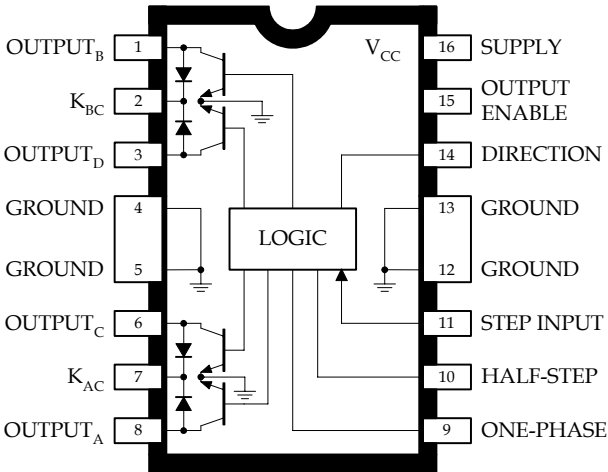 OUTPUT_B 1 V_CC 16 SUPPLY
K_BC 2 15 OUTPUT ENABLE
OUTPUT_D 3 14 DIRECTION
GROUND 4 13 GROUND
LOGIC
GROUND 5 12 GROUND
OUTPUT_C 6 11 STEP INPUT
K_AC 7 10 HALF-STEP
OUTPUT_A 8 9 ONE-PHASE